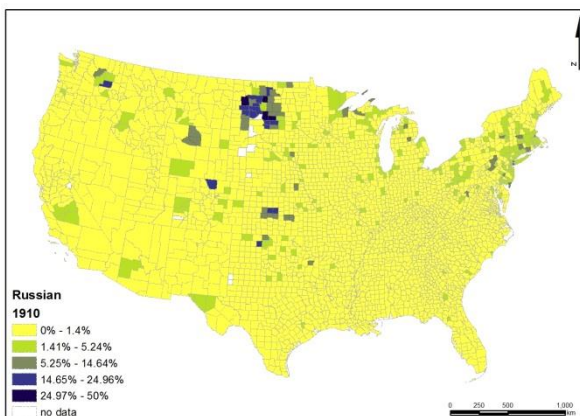 N
Russian
1910
0% - 1.4%
1.41% - 5.24%
5.25% - 14.64%
14.65% - 24.96%
24.97% - 50%
no data
0 250 500 1,000
km